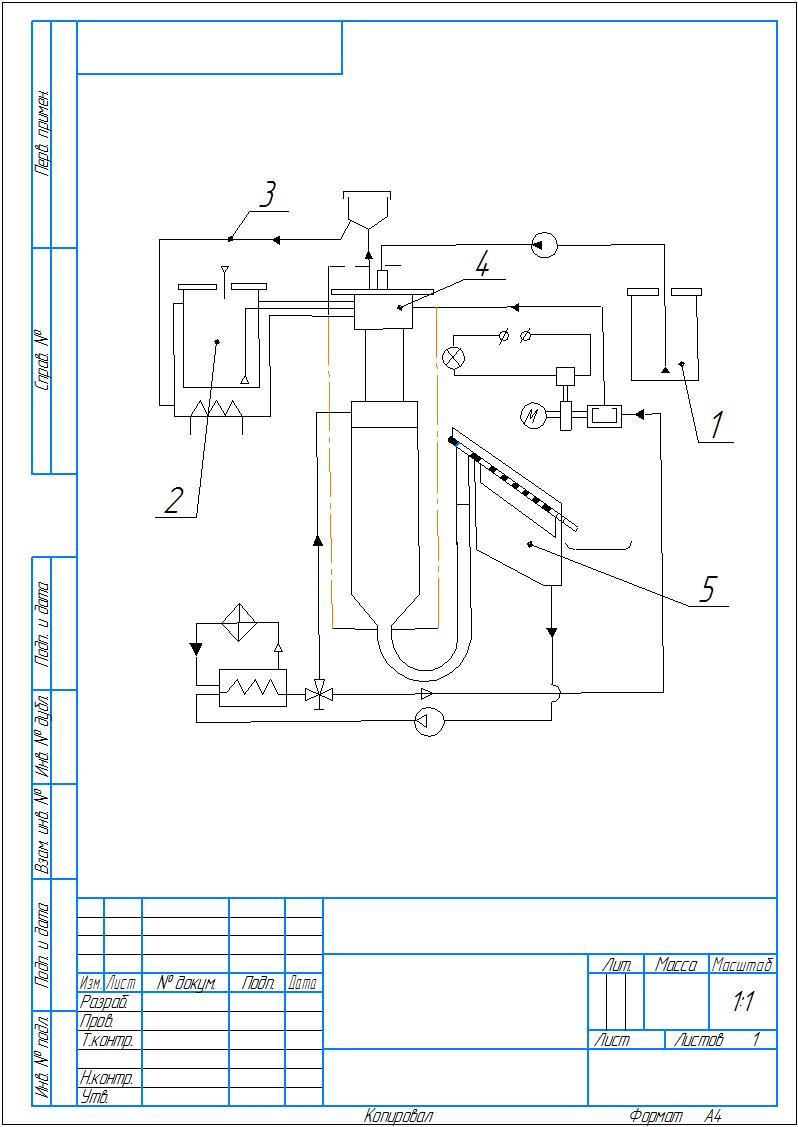 Перв. примен.
Справ. №
Подп. и дата
Инв. № дубл.
Взам. инв. №
Подп. и дата
Инв. № подл.
3
4
1
2
М
5
Изм. Лист № докум. Подп. Дата
Разраб.
Пров.
Т.контр.
Н.контр.
Утв.
Лит. Масса Масштаб
1:1
Лист Листов 1
Копировал Формат А4